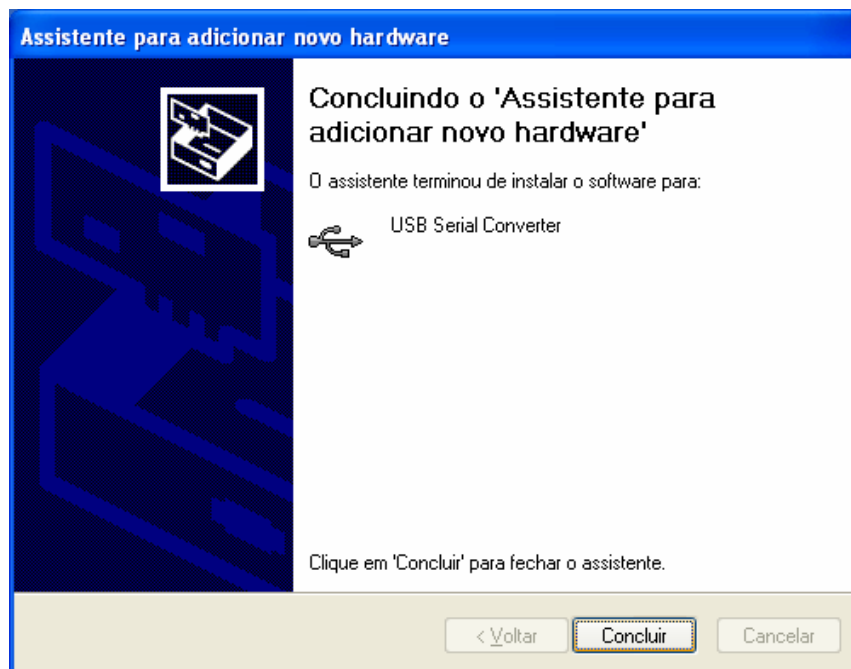 Assistente para adicionar novo hardware
Concluindo o 'Assistente para
adicionar novo hardware'
O assistente terminou de instalar o software para:
USB Serial Converter
Clique em 'Concluir' para fechar o assistente.
< Voltar Concluir Cancelar